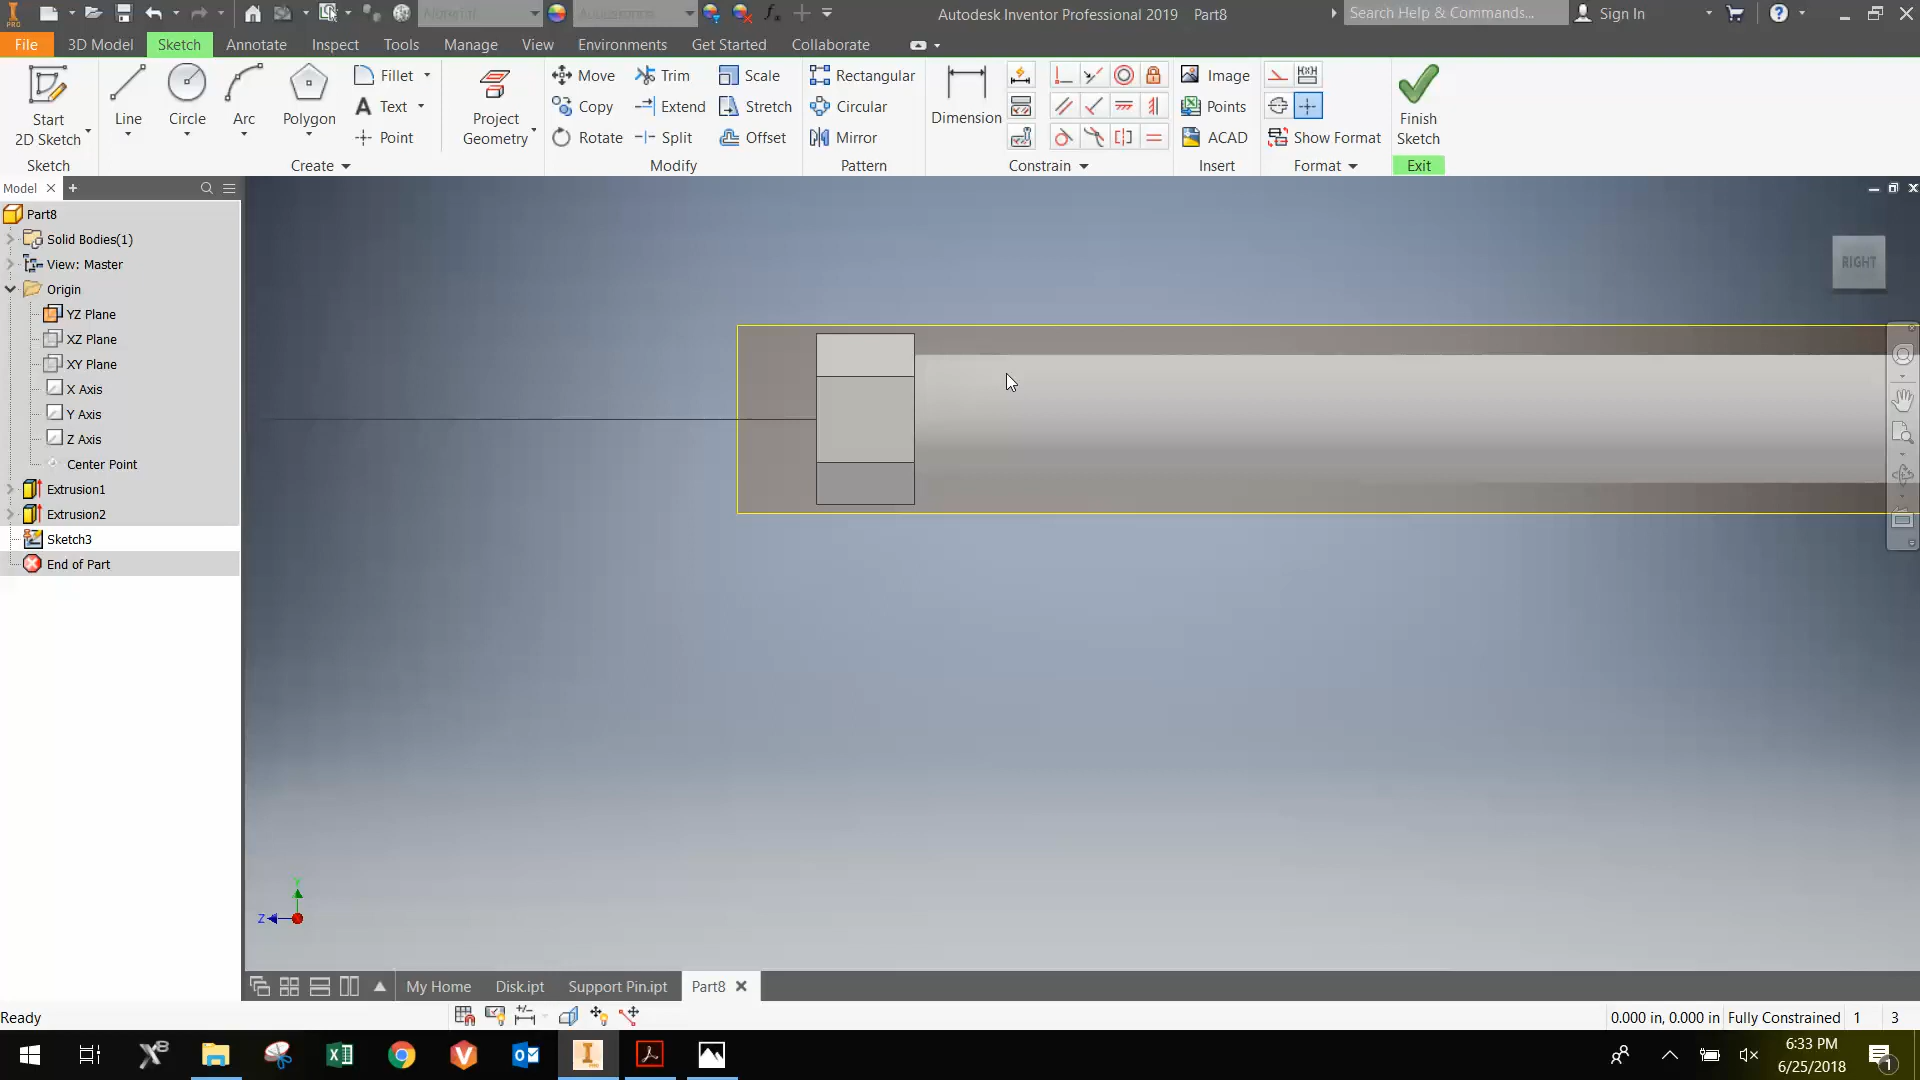 Autodesk Inventor Professional 2019 Part8
Search Help & Commands...
Sign In
PRO
File 3D Model Sketch Annotate Inspect Tools Manage View Environments Get Started Collaborate
Start
2D Sketch
Line
Circle
Arc
Polygon
Fillet
Text
Point
Project
Geometry
Move
Copy
Rotate
Trim
Extend
Split
Scale
Stretch
Offset
Rectangular
Circular
Mirror
Dimension
Image
Points
ACAD
Show Format
Finish
Sketch
Sketch Create Modify Pattern Constrain Insert Format Exit
Model
Part8
Solid Bodies(1)
View: Master
Origin
YZ Plane
XZ Plane
XY Plane
X Axis
Y Axis
Z Axis
Center Point
Extrusion1
Extrusion2
Sketch3
End of Part
RIGHT
Y
Z
My Home Disk.ipt Support Pin.ipt Part8
Ready
0.000 in, 0.000 in Fully Constrained 1 3
6:33 PM
6/25/2018
1